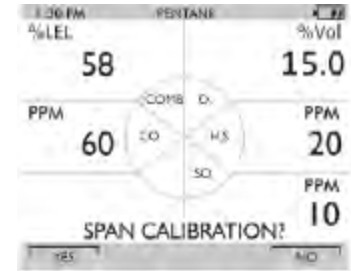 1:30 PM PENTANE
%LEL %Vol
58 15.0
COMB O2
PPM PPM
60 CO H2S 20
SO2
PPM
10
SPAN CALIBRATION?
YES NO